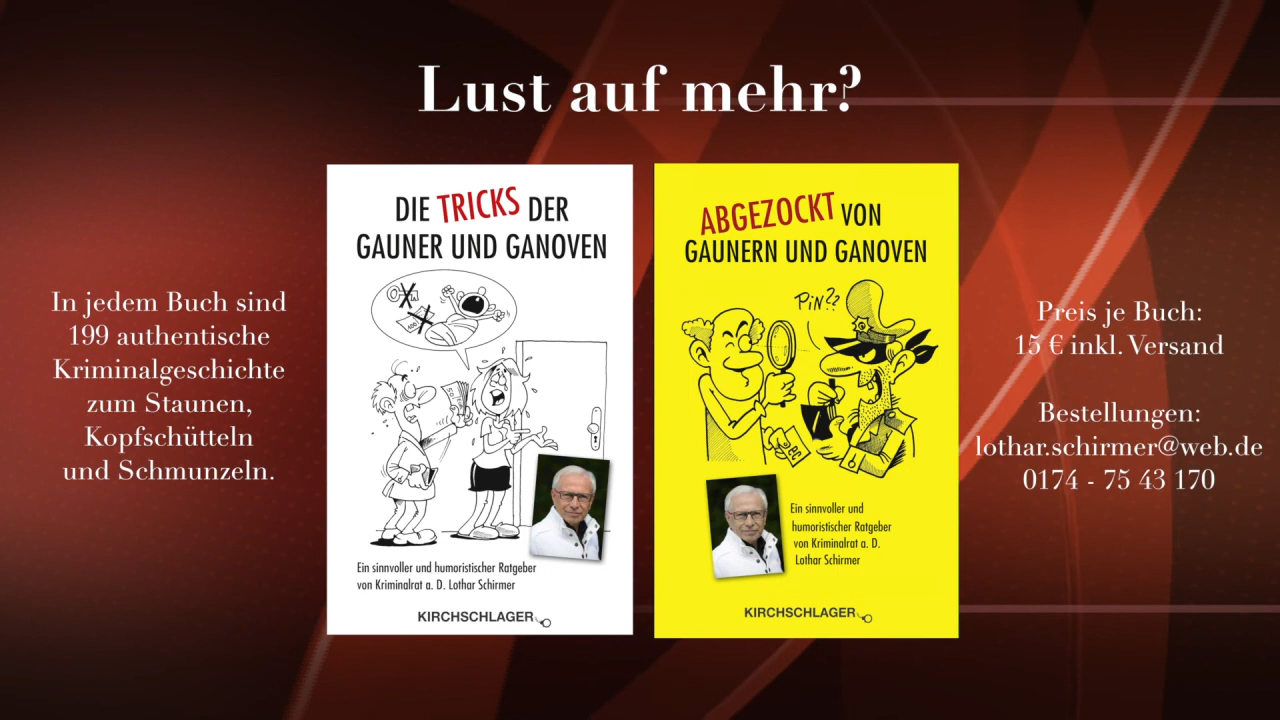 Lust auf mehr?
In jedem Buch sind
199 authentische
Kriminalgeschichte
zum Staunen,
Kopfschütteln
und Schmunzeln.
DIE TRICKS DER
GAUNER UND GANOVEN
100
Ein sinnvoller und humoristischer Ratgeber
von Kriminalrat a. D. Lothar Schirmer
KIRCHSCHLAGER
ABGEZOCKT VON
GAUNERN UND GANOVEN
PiN??
Ein sinnvoller und
humoristischer Ratgeber
von Kriminalrat a. D.
Lothar Schirmer
KIRCHSCHLAGER
Preis je Buch:
15 € inkl. Versand
Bestellungen:
lothar.schirmer@web.de
0174 - 75 43 170